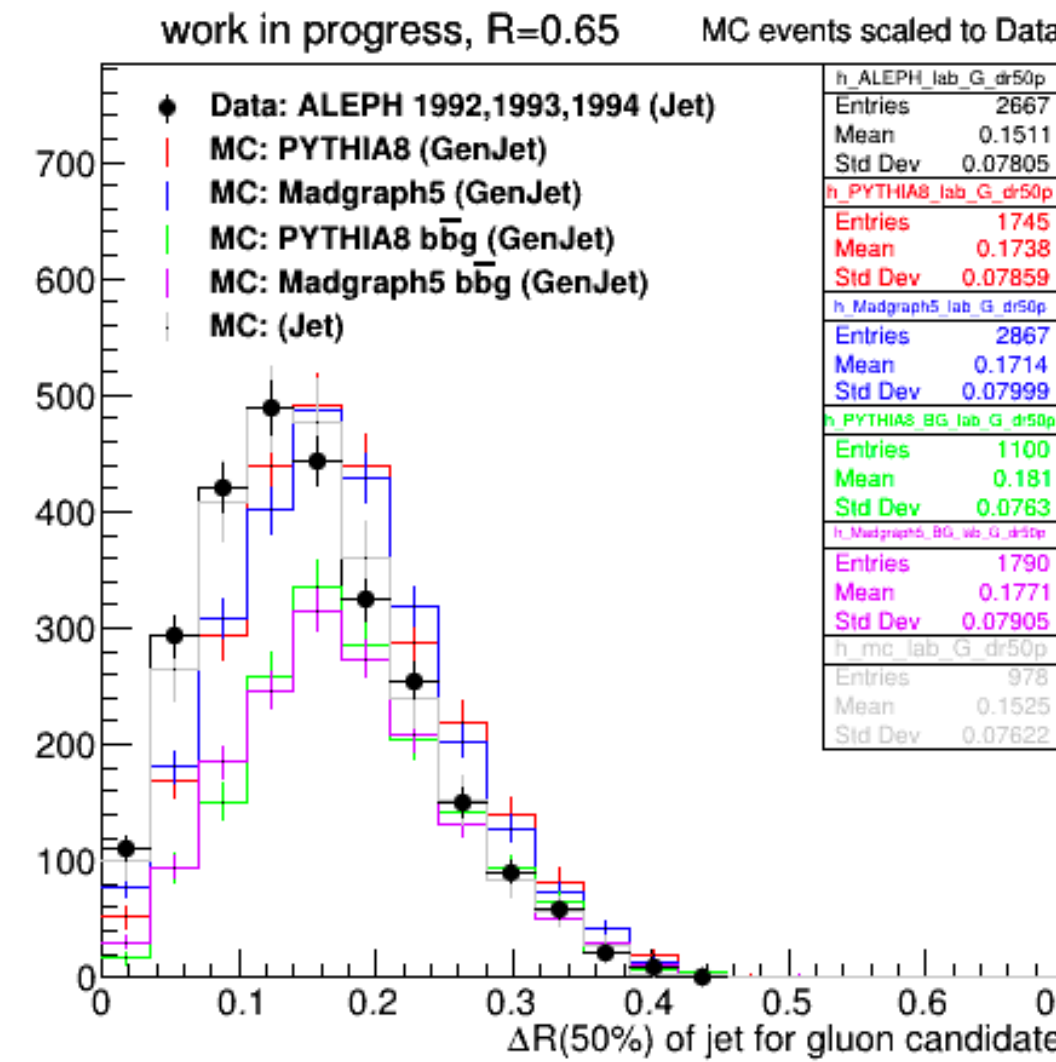 work in progress, R=0.65
MC events scaled to Data
Data: ALEPH 1992,1993,1994 (Jet)
MC: PYTHIA8 (GenJet)
MC: Madgraph5 (GenJet)
MC: PYTHIA8 bb̅g (GenJet)
MC: Madgraph5 bb̅g (GenJet)
MC: (Jet)
h_ALEPH_lab_G_dr50p
Entries 2667
Mean 0.1511
Std Dev 0.07805
h_PYTHIA8_lab_G_dr50p
Entries 1745
Mean 0.1738
Std Dev 0.07859
h_Madgraph5_lab_G_dr50p
Entries 2867
Mean 0.1714
Std Dev 0.07999
h_PYTHIA8_BG_lab_G_dr50p
Entries 1100
Mean 0.181
Std Dev 0.0763
h_Madgraph5_BG_lab_G_dr50p
Entries 1790
Mean 0.1771
Std Dev 0.07905
h_mc_lab_G_dr50p
Entries 978
Mean 0.1525
Std Dev 0.07622
700
600
500
400
300
200
100
0
0 0.1 0.2 0.3 0.4 0.5 0.6 0
ΔR(50%) of jet for gluon candidate